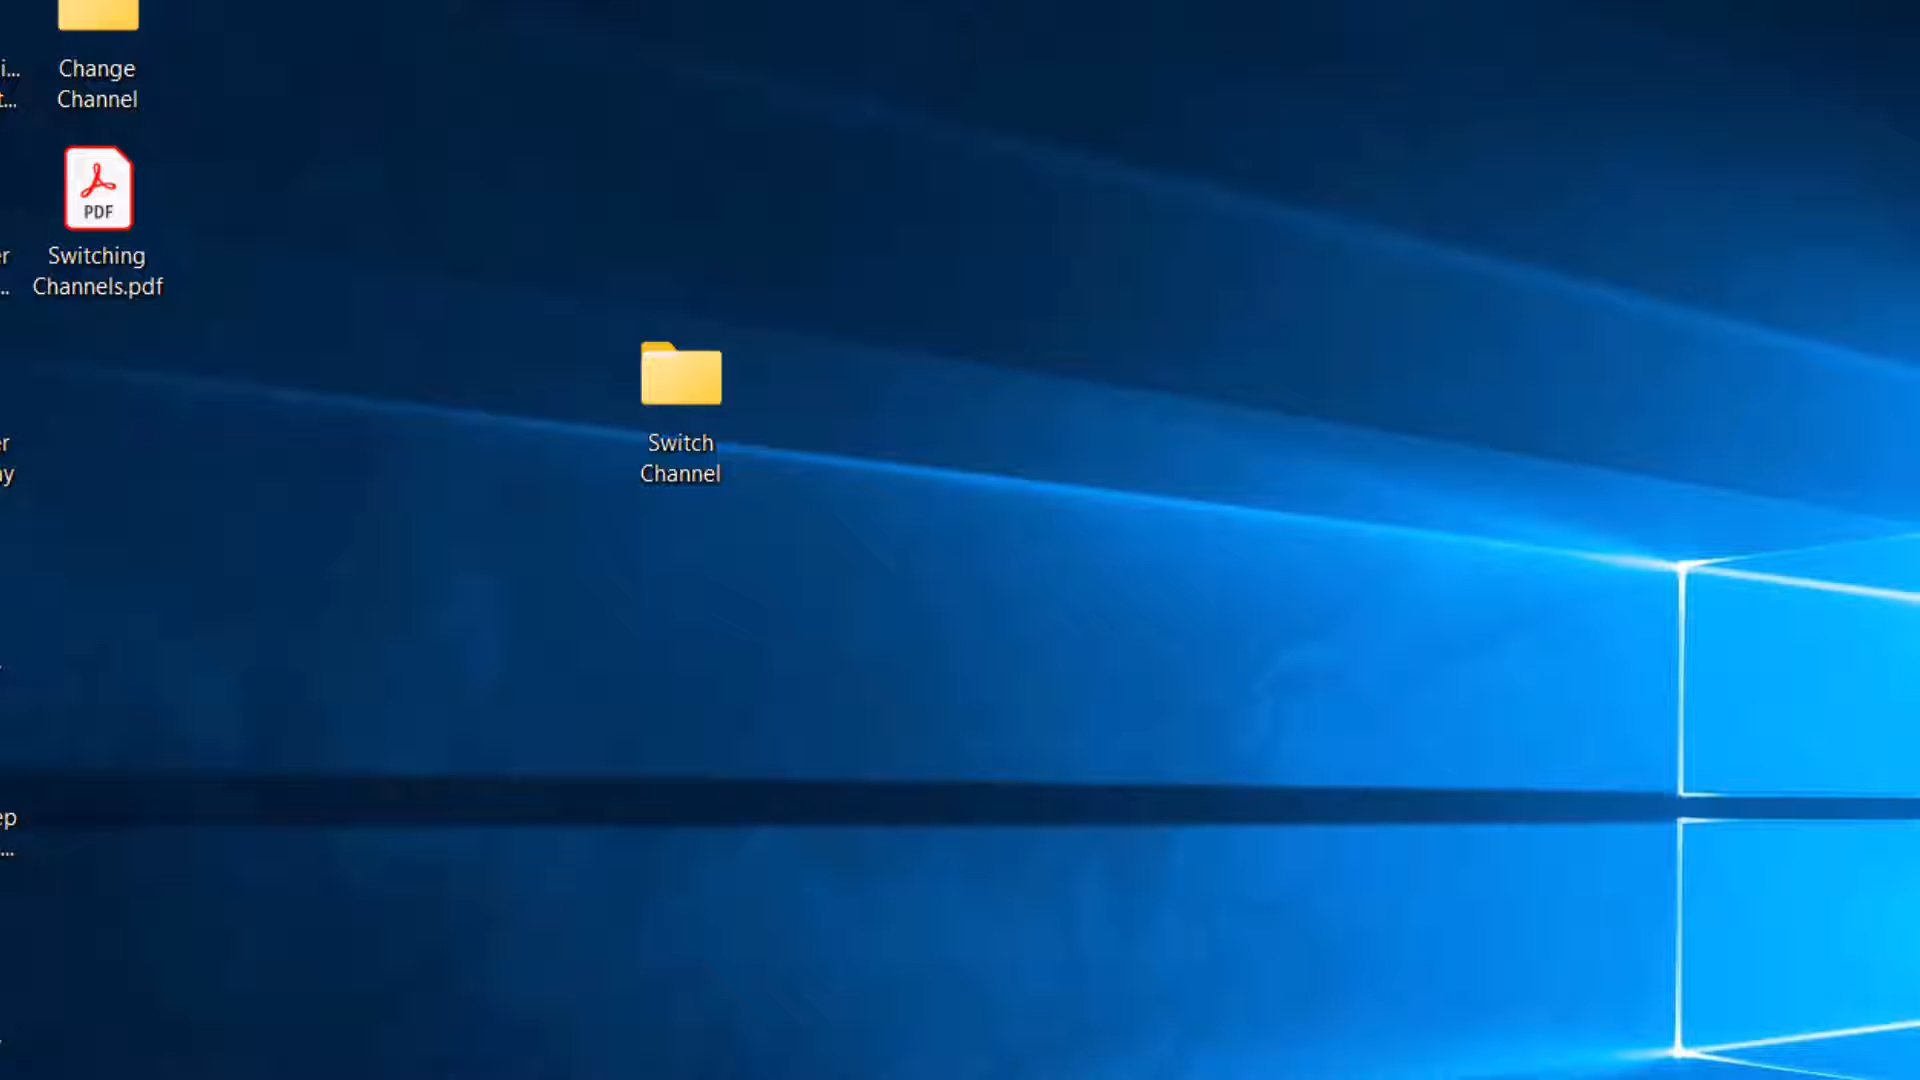 Change
Channel
PDF
Switching
Channels.pdf
Switch
Channel